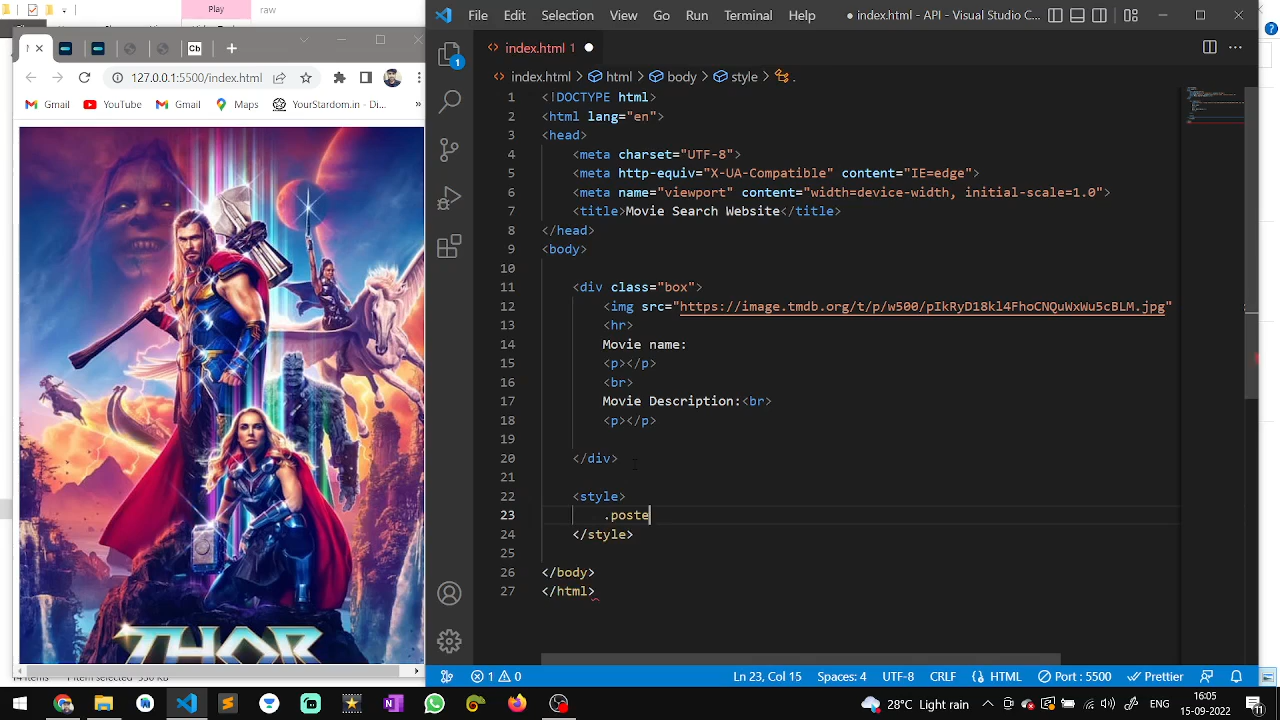 Play
raw
File Edit Selection View Go Run Terminal Help
● index.html - API - Visual Studio C...
Cb
127.0.0.1:5500/index.html
Gmail YouTube Gmail Maps YourStardom.in - Di...
THOR
1
index.html 1
index.html > html > body > style > .
1 <!DOCTYPE html>
2 <html lang="en">
3 <head>
4 <meta charset="UTF-8">
5 <meta http-equiv="X-UA-Compatible" content="IE=edge">
6 <meta name="viewport" content="width=device-width, initial-scale=1.0">
7 <title>Movie Search Website</title>
8 </head>
9 <body>
10
11 <div class="box">
12 <img src="https://image.tmdb.org/t/p/w500/pIkRyD18kl4FhoCNQuWxWu5cBLM.jpg"
13 <hr>
14 Movie name:
15 <p></p>
16 <br>
17 Movie Description:<br>
18 <p></p>
19
20 </div>
21
22 <style>
23 .poste
24 </style>
25
26 </body>
27 </html>
1 0
Ln 23, Col 15 Spaces: 4 UTF-8 CRLF HTML Port : 5500 Prettier
28°C Light rain
ENG
16:05
15-09-2022
11